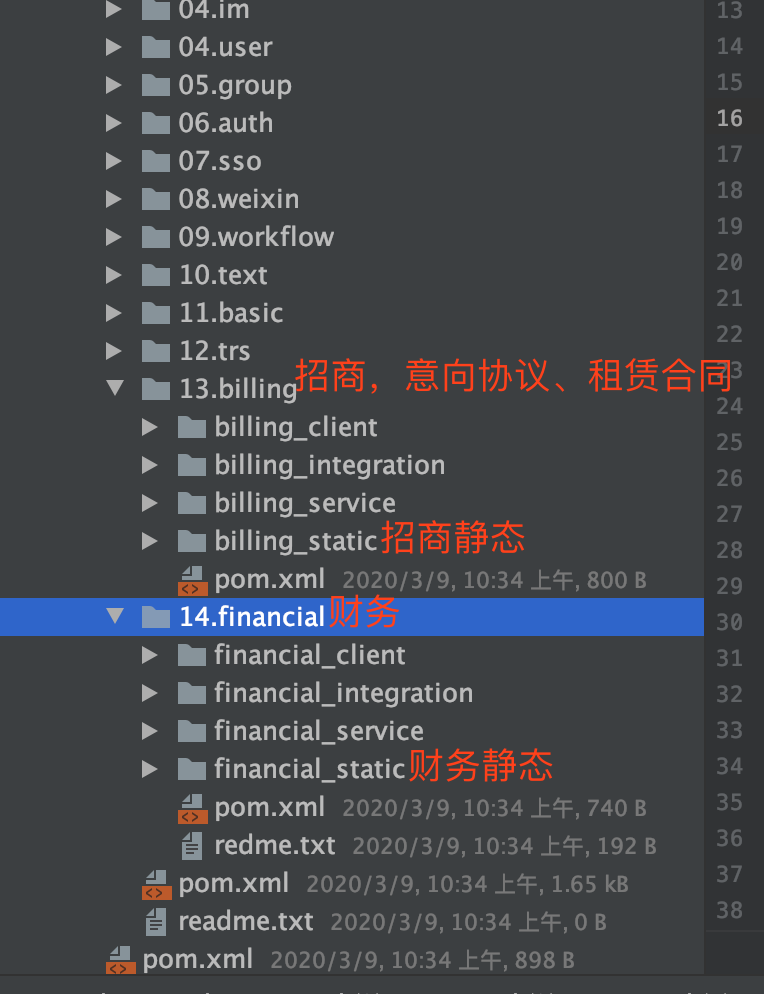 04.im 13
04.user 14
05.group 15
06.auth 16
07.sso 17
08.weixin 18
09.workflow 19
10.text 20
11.basic 21
12.trs 22
13.billing 招商，意向协议、租赁合同 23
billing_client 24
billing_integration 25
billing_service 26
billing_static 招商静态 27
pom.xml 2020/3/9, 10:34 上午, 800 B 28
14.financial 财务 29
financial_client 30
financial_integration 31
financial_service 32
financial_static 财务静态 33
pom.xml 2020/3/9, 10:34 上午, 740 B 34
redme.txt 2020/3/9, 10:34 上午, 192 B 35
pom.xml 2020/3/9, 10:34 上午, 1.65 kB 36
readme.txt 2020/3/9, 10:34 上午, 0 B 37
pom.xml 2020/3/9, 10:34 上午, 898 B 38